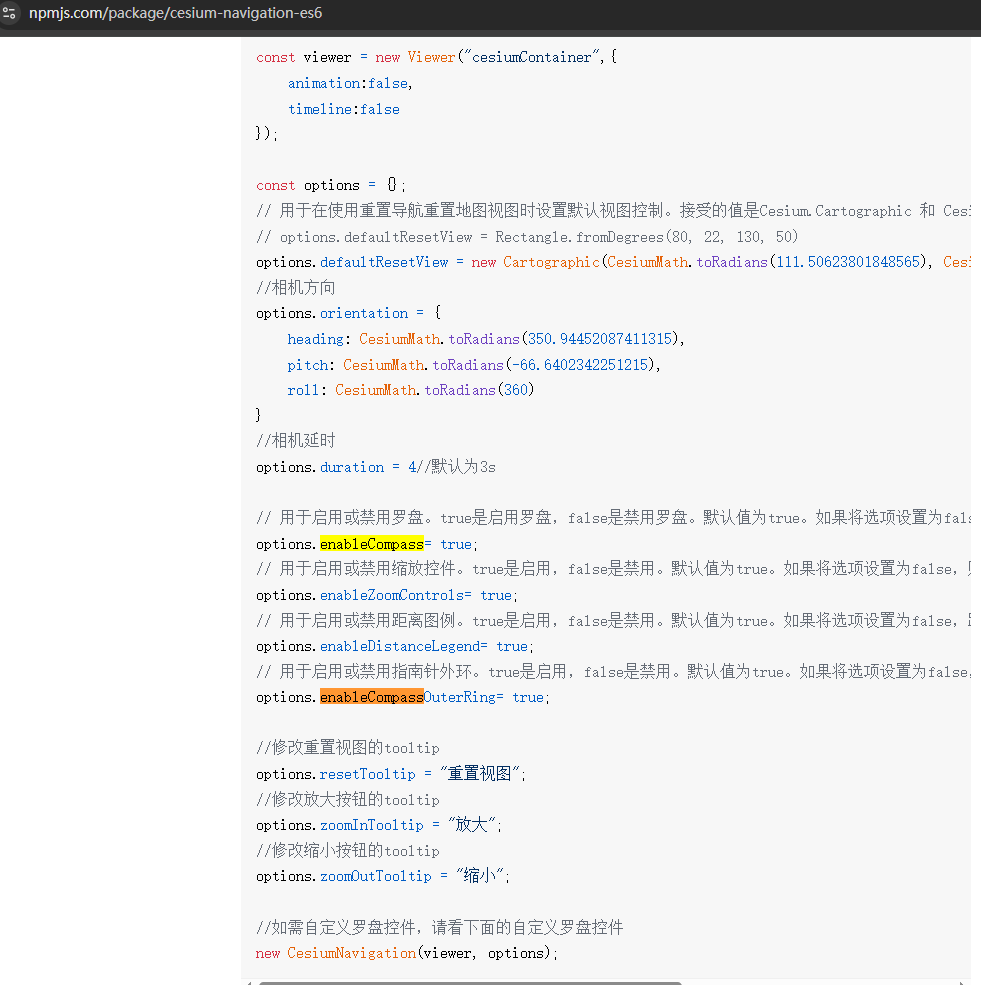 npmjs.com/package/cesium-navigation-es6
const viewer = new Viewer("cesiumContainer",{
    animation:false,
    timeline:false
});
const options = {};
// 用于在使用重置导航重置地图视图时设置默认视图控制。接受的值是Cesium.Cartographic 和 Cesi
// options.defaultResetView = Rectangle.fromDegrees(80, 22, 130, 50)
options.defaultResetView = new Cartographic(CesiumMath.toRadians(111.50623801848565), Cesi
//相机方向
options.orientation = {
    heading: CesiumMath.toRadians(350.94452087411315),
    pitch: CesiumMath.toRadians(-66.6402342251215),
    roll: CesiumMath.toRadians(360)
}
//相机延时
options.duration = 4//默认为3s
// 用于启用或禁用罗盘。true是启用罗盘，false是禁用罗盘。默认值为true。如果将选项设置为fals
options.enableCompass= true;
// 用于启用或禁用缩放控件。true是启用，false是禁用。默认值为true。如果将选项设置为false，
options.enableZoomControls= true;
// 用于启用或禁用距离图例。true是启用，false是禁用。默认值为true。如果将选项设置为false，
options.enableDistanceLegend= true;
// 用于启用或禁用指南针外环。true是启用，false是禁用。默认值为true。如果将选项设置为false，
options.enableCompassOuterRing= true;
//修改重置视图的tooltip
options.resetTooltip = "重置视图";
//修改放大按钮的tooltip
options.zoomInTooltip = "放大";
//修改缩小按钮的tooltip
options.zoomOutTooltip = "缩小";
//如需自定义罗盘控件，请看下面的自定义罗盘控件
new CesiumNavigation(viewer, options);